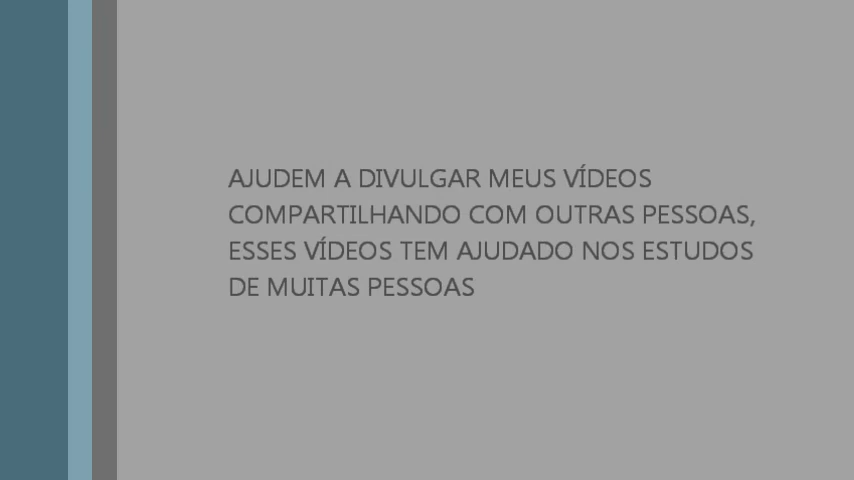 AJUDEM A DIVULGAR MEUS VÍDEOS
COMPARTILHANDO COM OUTRAS PESSOAS,
ESSES VÍDEOS TEM AJUDADO NOS ESTUDOS
DE MUITAS PESSOAS